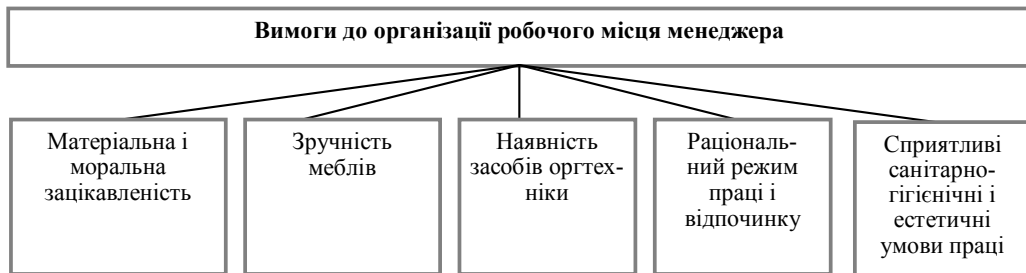 Вимоги до організації робочого місця менеджера
Матеріальна і
моральна
зацікавленість
Зручність
меблів
Наявність
засобів оргтех-
ніки
Раціональ-
ний режим
праці і
відпочинку
Сприятливі
санітарно-
гігієнічні і
естетичні
умови праці